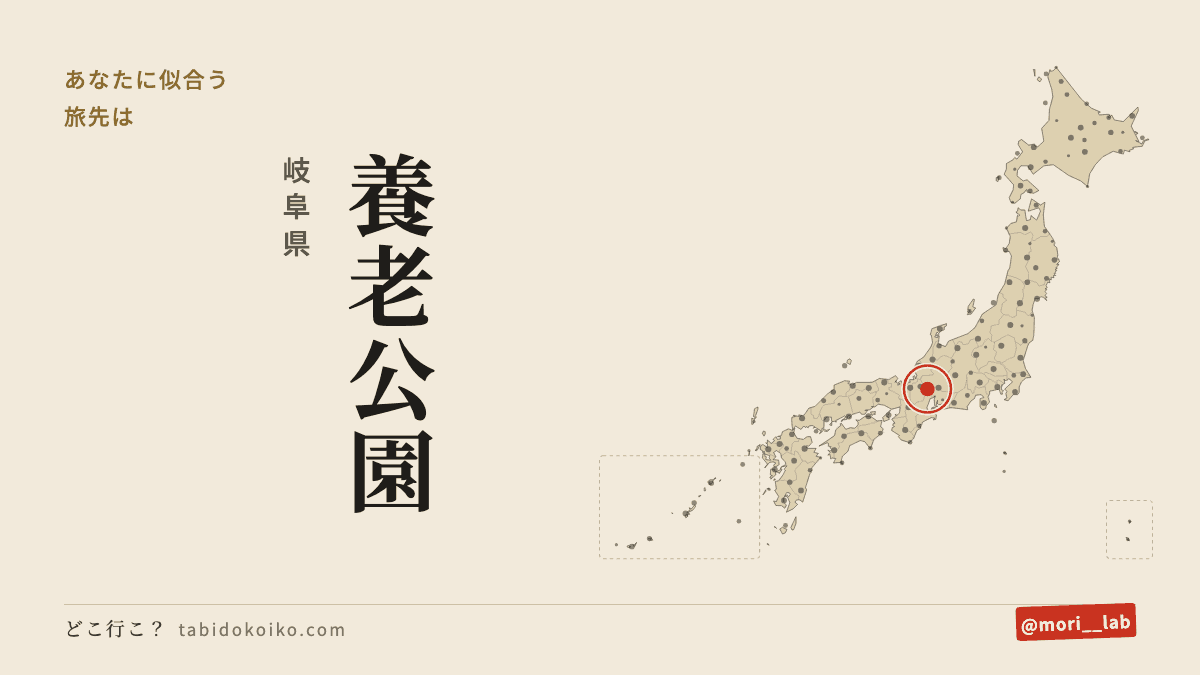 あなたに似合う
旅先は
養老公園
岐阜県
どこ行こ？ tabidokoiko.com
@mori__lab